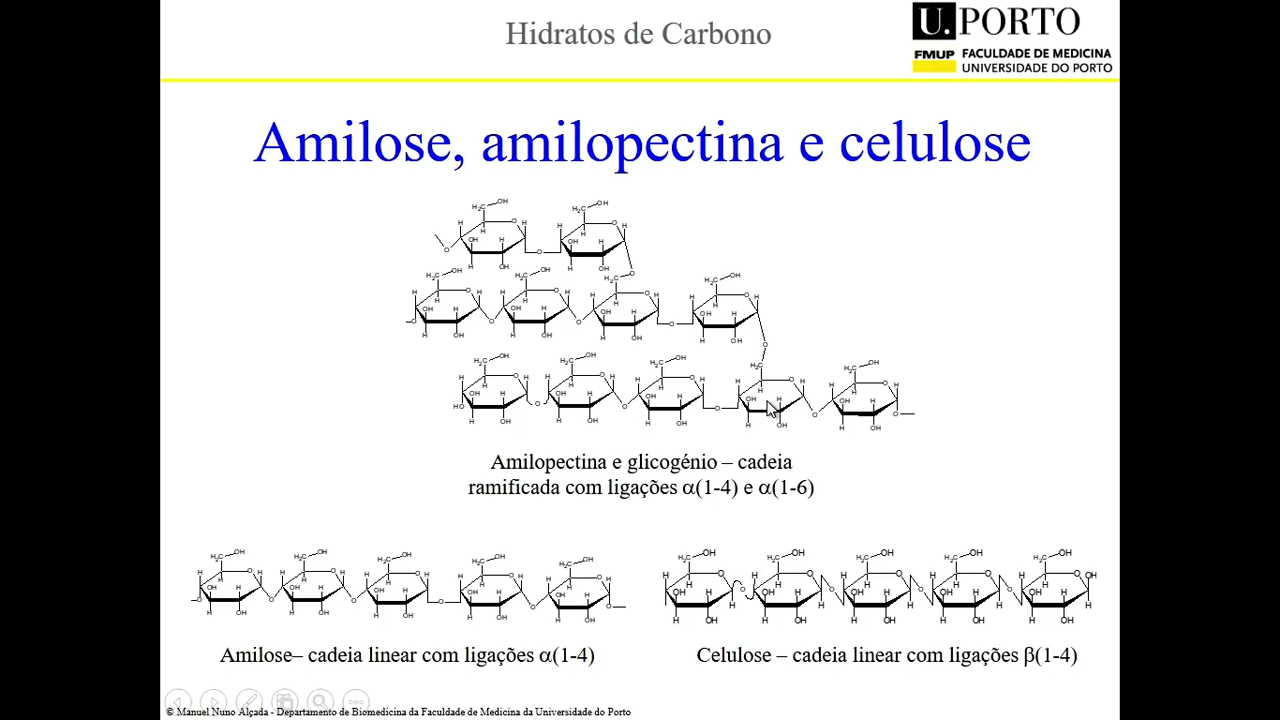 Hidratos de Carbono
U. PORTO
FMUP FACULDADE DE MEDICINA
UNIVERSIDADE DO PORTO
Amilose, amilopectina e celulose
Amilopectina e glicogénio – cadeia
ramificada com ligações α(1-4) e α(1-6)
Amilose– cadeia linear com ligações α(1-4)
Celulose – cadeia linear com ligações β(1-4)
© Manuel Nuno Alçada - Departamento de Biomedicina da Faculdade de Medicina da Universidade do Porto